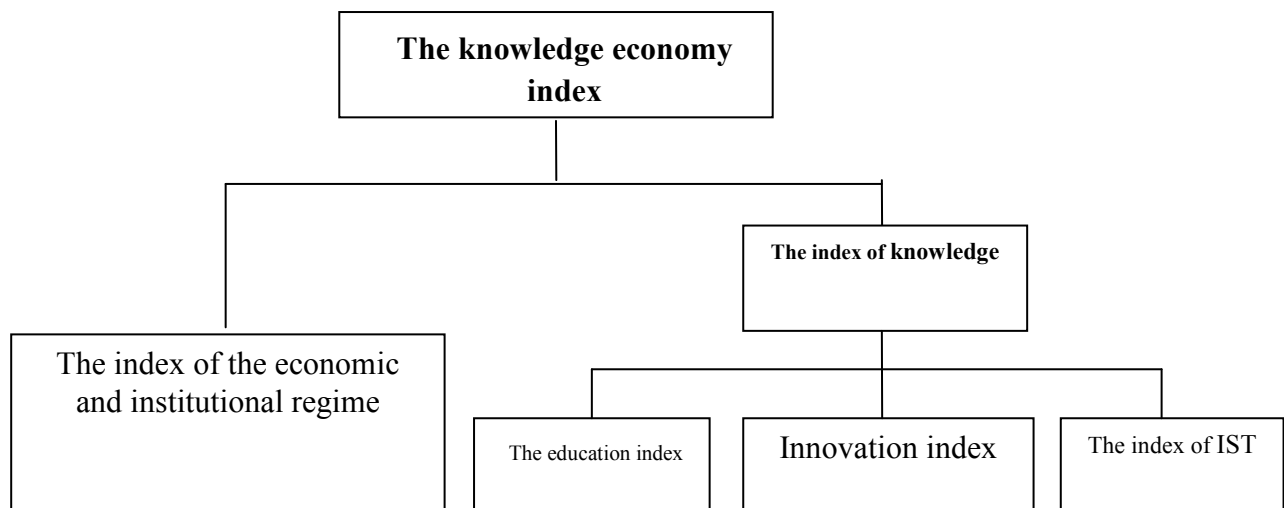 The knowledge economy
index
The index of knowledge
The index of the economic
and institutional regime
The education index
Innovation index
The index of IST